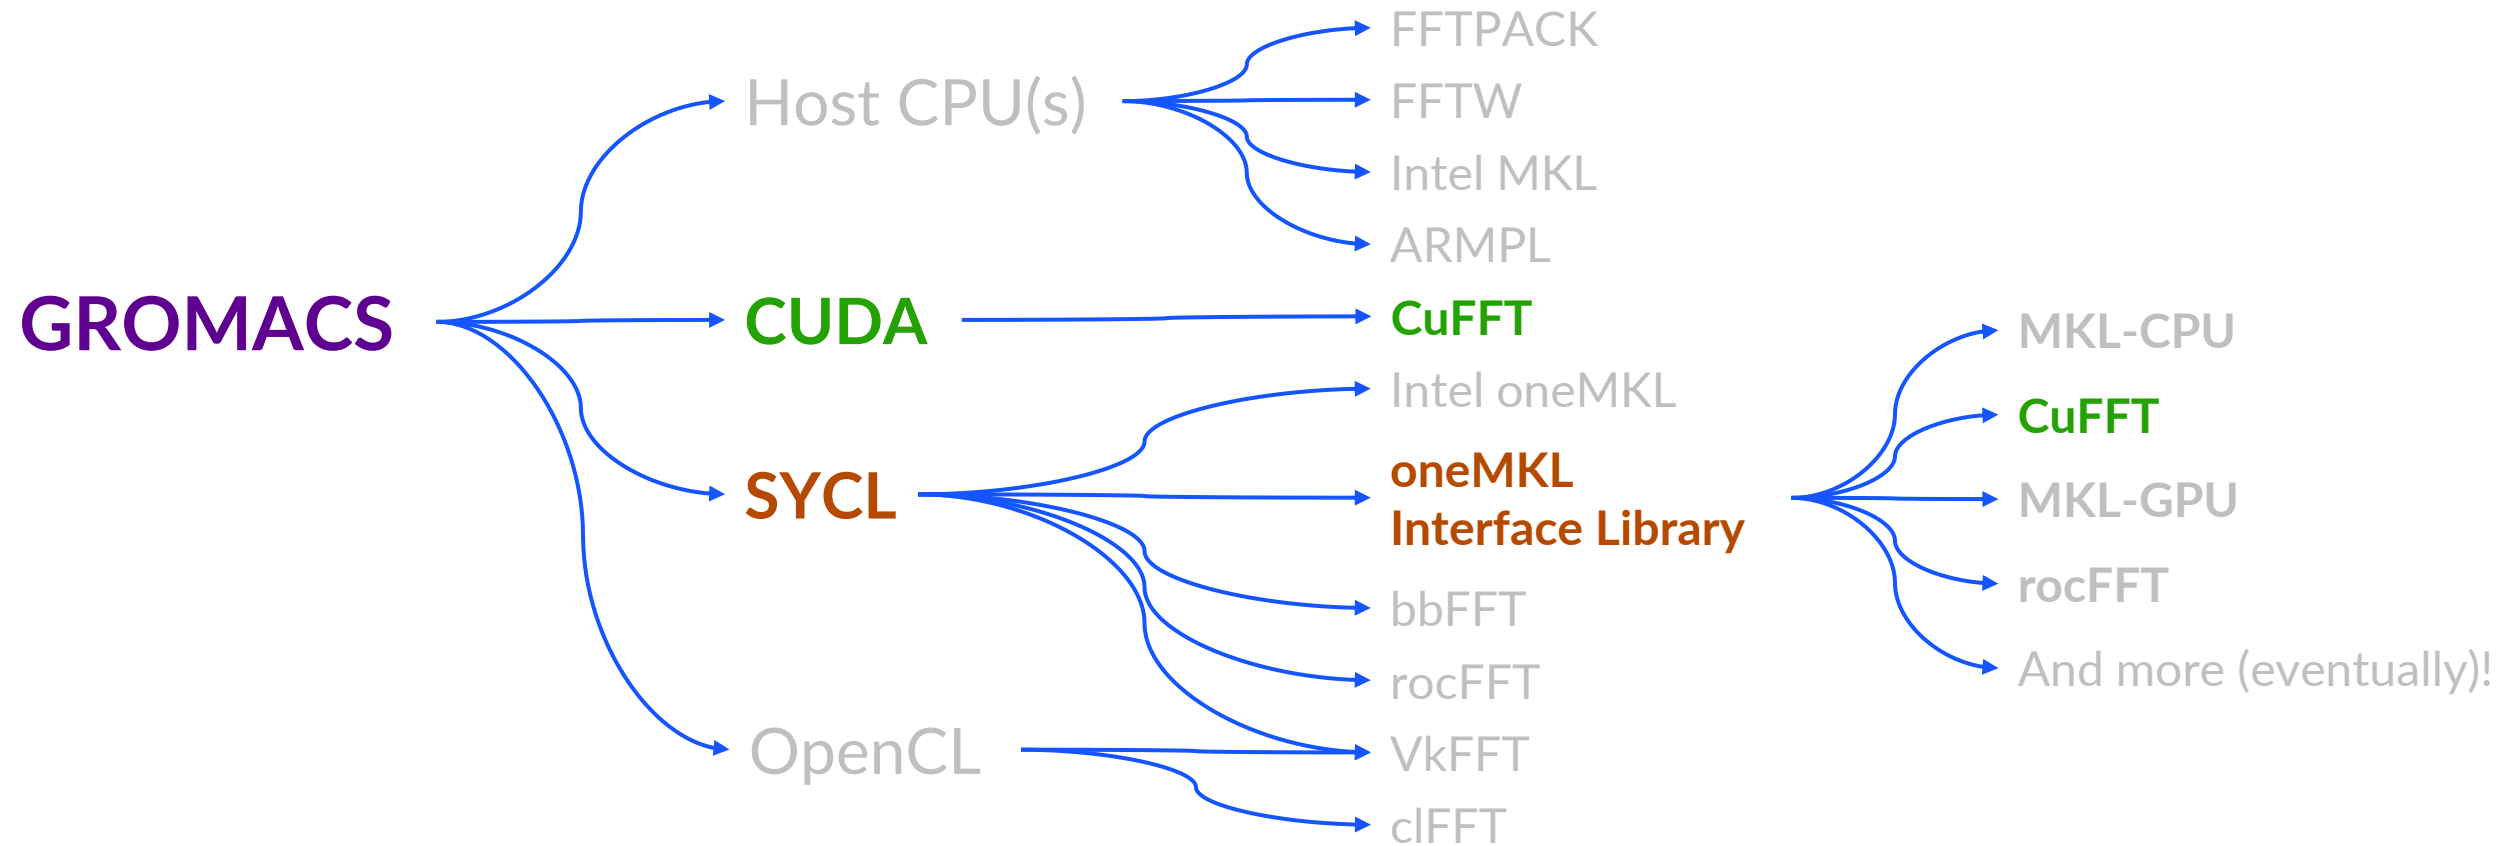 GROMACS
Host CPU(s)
CUDA
SYCL
OpenCL
FFTPACK
FFTW
Intel MKL
ARMPL
CuFFT
Intel oneMKL
oneMKL
Interface Library
bbFFT
rocFFT
VkFFT
clFFT
MKL-CPU
CuFFT
MKL-GPU
rocFFT
And more (eventually)!